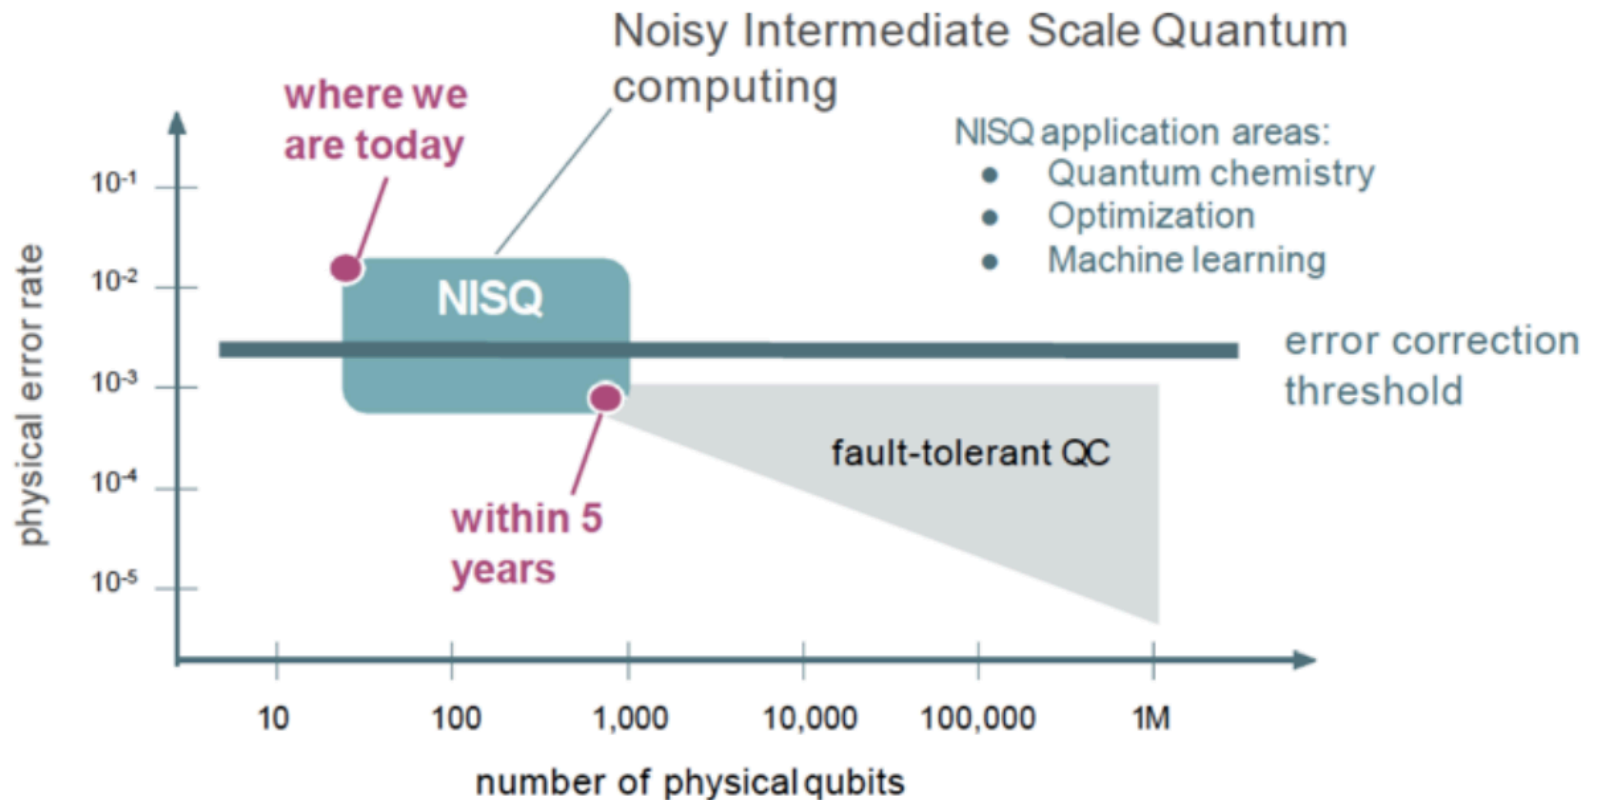 Noisy Intermediate Scale Quantum
computing
where we
are today
NISQ application areas:
● Quantum chemistry
● Optimization
● Machine learning
physical error rate
10⁻¹
10⁻²
10⁻³
10⁻⁴
10⁻⁵
NISQ
error correction
threshold
fault-tolerant QC
within 5
years
10 100 1,000 10,000 100,000 1M
number of physical qubits